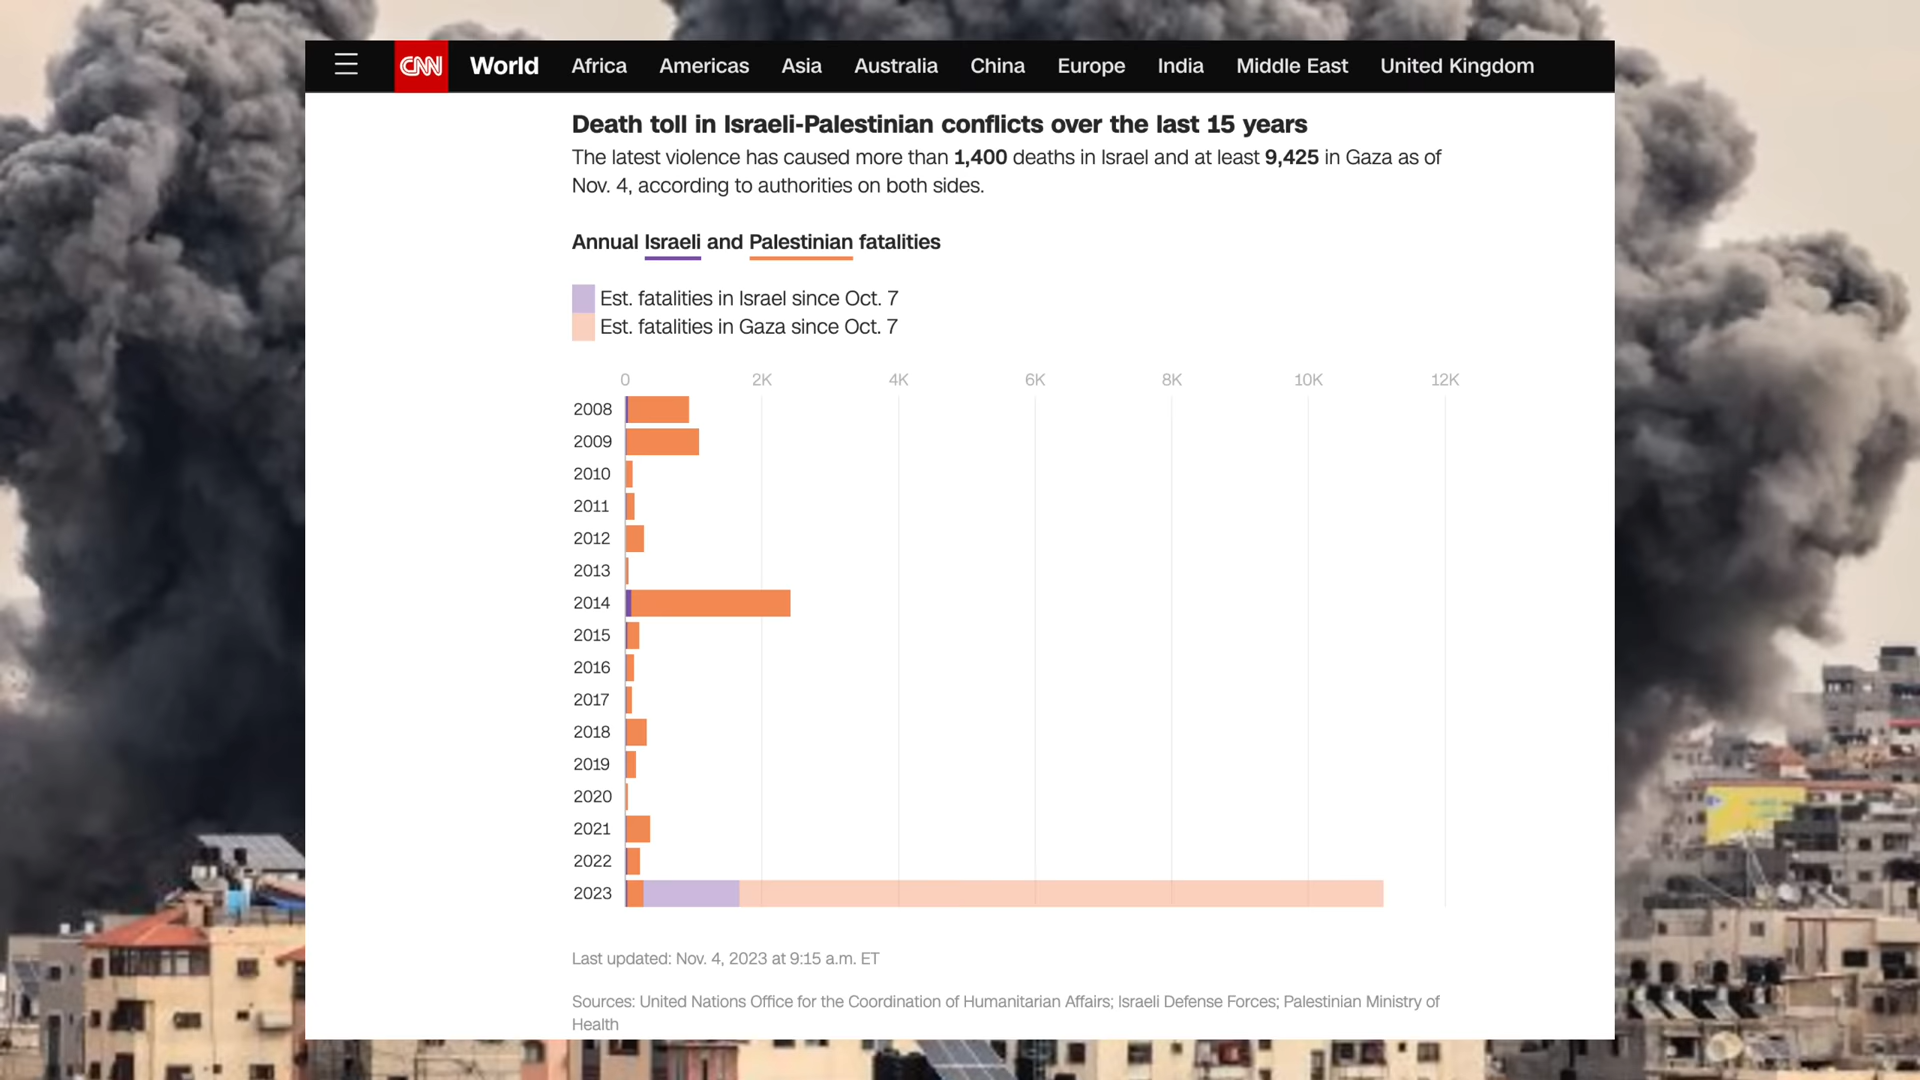 CNN World Africa Americas Asia Australia China Europe India Middle East United Kingdom
Death toll in Israeli-Palestinian conflicts over the last 15 years
The latest violence has caused more than 1,400 deaths in Israel and at least 9,425 in Gaza as of
Nov. 4, according to authorities on both sides.
Annual Israeli and Palestinian fatalities
Est. fatalities in Israel since Oct. 7
Est. fatalities in Gaza since Oct. 7
0 2K 4K 6K 8K 10K 12K
2008
2009
2010
2011
2012
2013
2014
2015
2016
2017
2018
2019
2020
2021
2022
2023
Last updated: Nov. 4, 2023 at 9:15 a.m. ET
Sources: United Nations Office for the Coordination of Humanitarian Affairs; Israeli Defense Forces; Palestinian Ministry of
Health